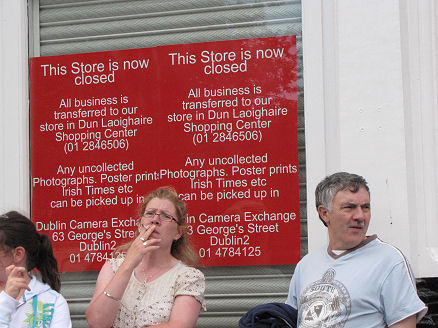 This Store is now
closed
All business is
transferred to our
store in Dun Laoighaire
Shopping Center
(01 2846506)
Any uncollected
Photographs. Poster prints
Irish Times etc
can be picked up in
Dublin Camera Exchange
63 George's Street
Dublin2
01 4784125
This Store is now
closed
All business is
transferred to our
store in Dun Laoighaire
Shopping Center
(01 2846506)
Any uncollected
Photographs. Poster prints
Irish Times etc
can be picked up in
Camera Exchange
George's Street
Dublin2
01 4784125